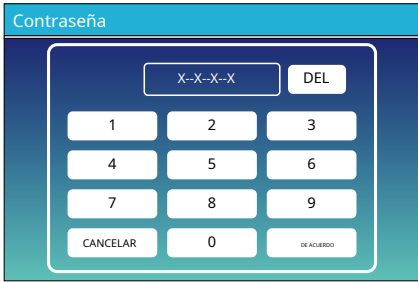 Contraseña
X--X--X--X DEL
1 2 3
4 5 6
7 8 9
CANCELAR 0 DE ACUERDO